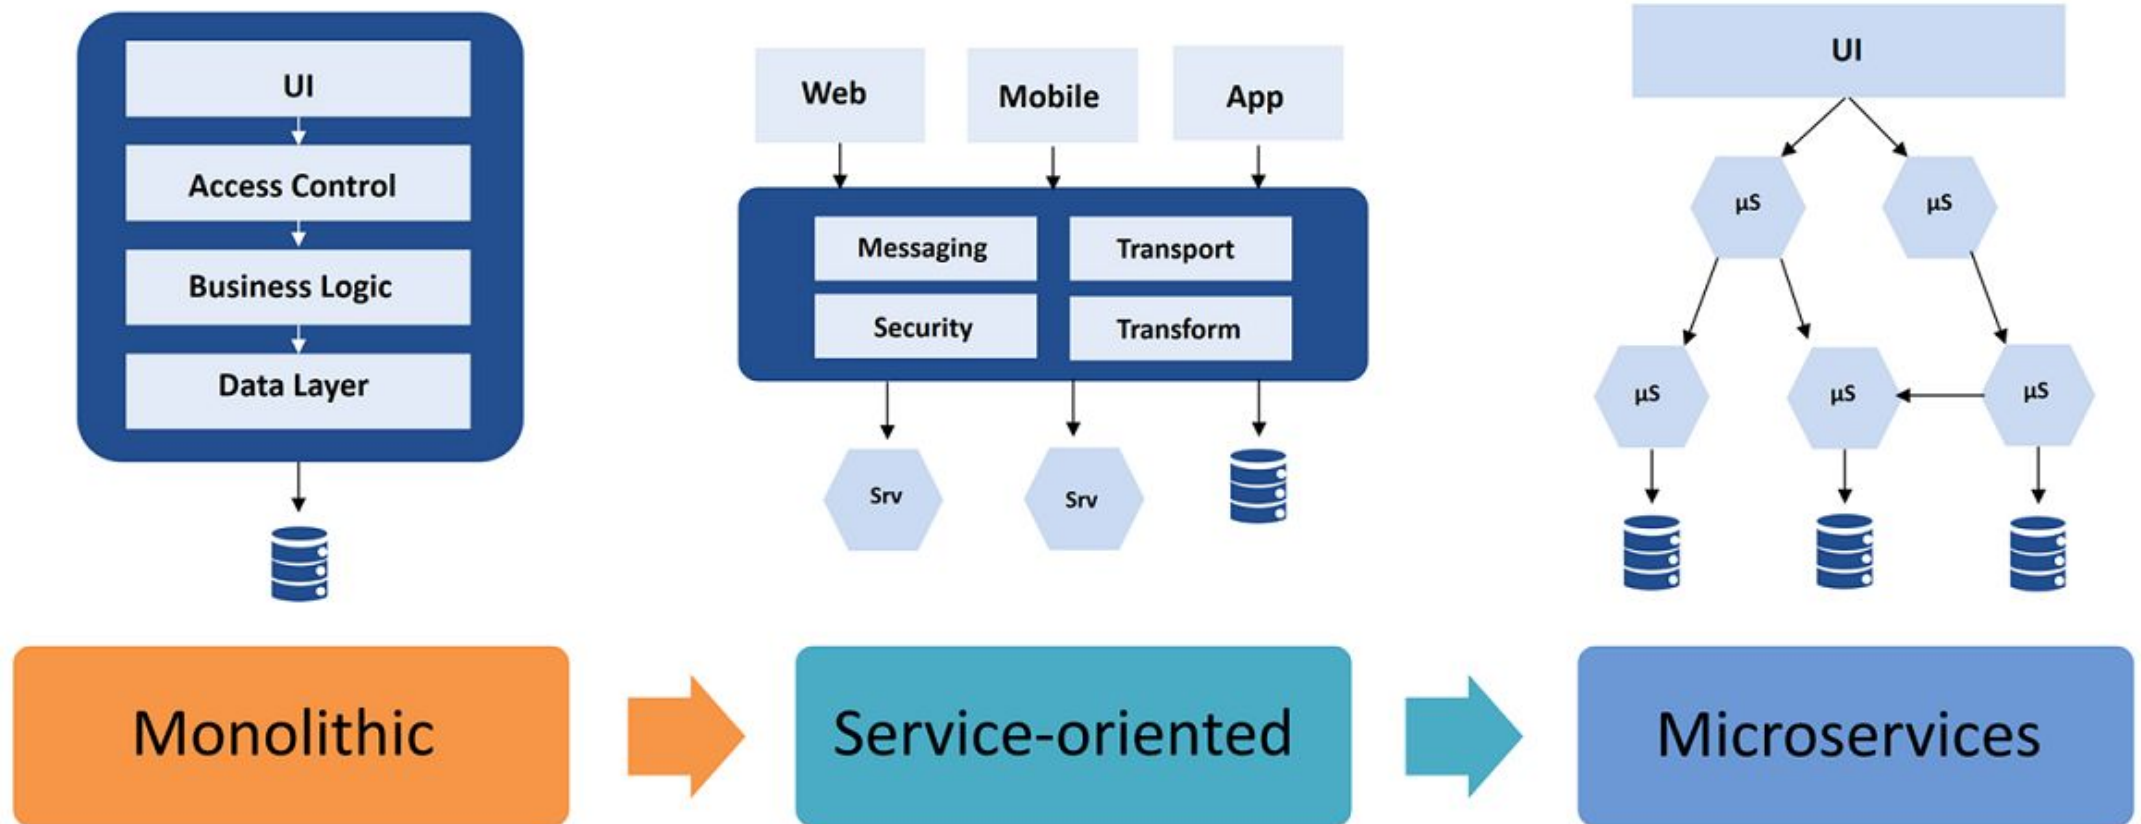 UI
Access Control
Business Logic
Data Layer
Web
Mobile
App
Messaging
Transport
Security
Transform
Srv
Srv
UI
µS
µS
µS
µS
µS
Monolithic
Service-oriented
Microservices